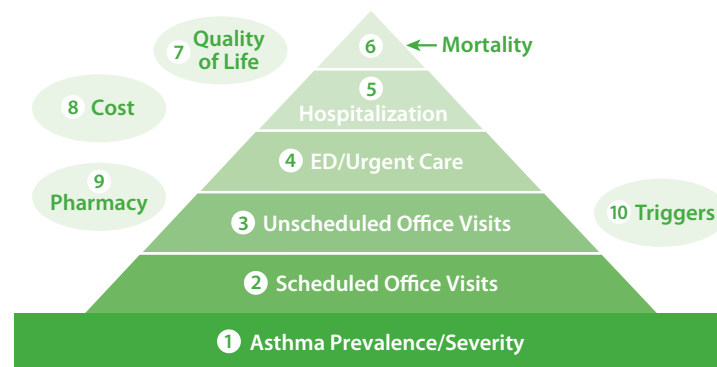 7 Quality
of Life
6
Mortality
8 Cost
5
Hospitalization
4 ED/Urgent Care
9
Pharmacy
3 Unscheduled Office Visits
10 Triggers
2 Scheduled Office Visits
1 Asthma Prevalence/Severity